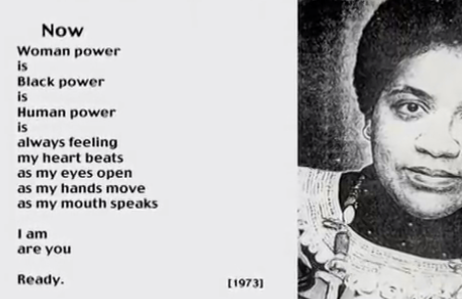 Now
Woman power
is
Black power
is
Human power
is
always feeling
my heart beats
as my eyes open
as my hands move
as my mouth speaks
I am
are you
Ready.
[1973]